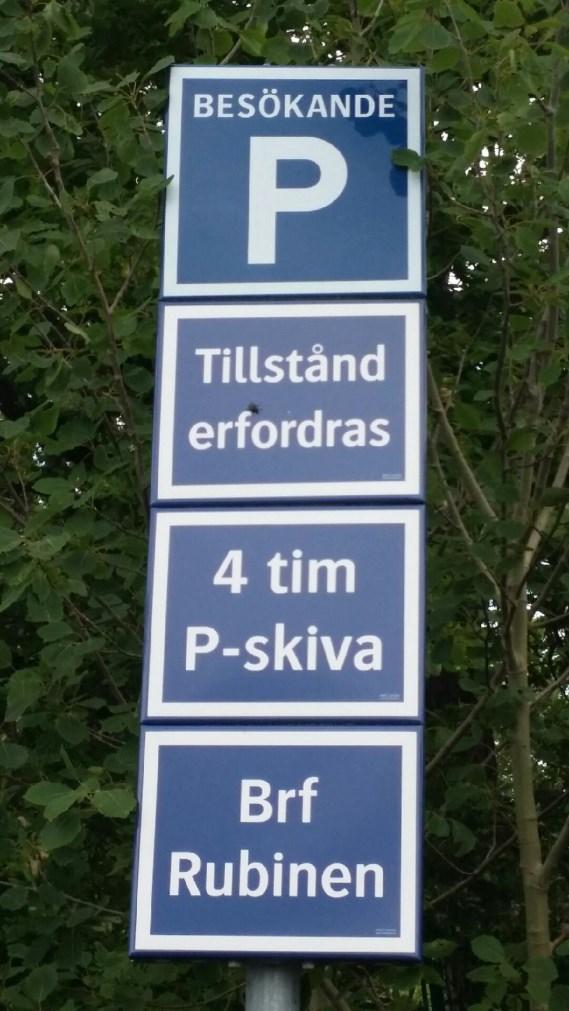 BESÖKANDE
P
Tillstånd
erfordras
4 tim
P-skiva
Brf
Rubinen